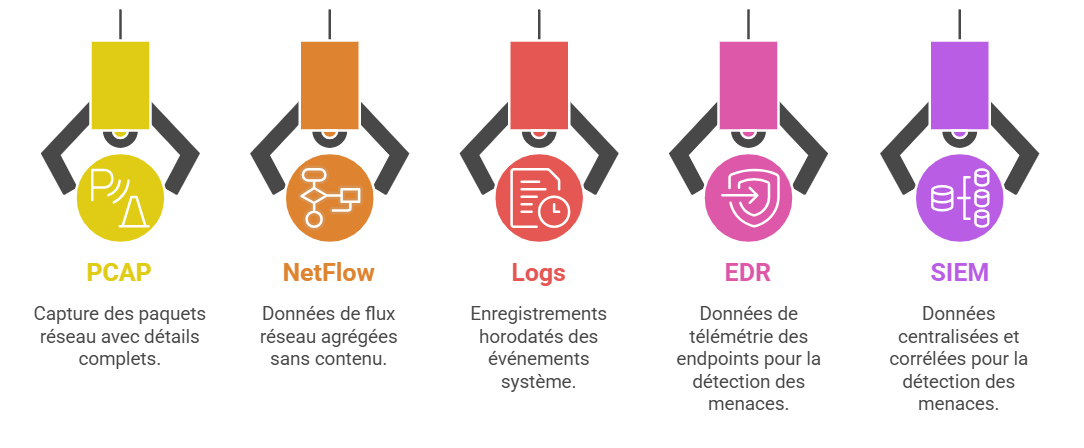 P
PCAP
Capture des paquets
réseau avec détails
complets.
NetFlow
Données de flux
réseau agrégées
sans contenu.
Logs
Enregistrements
horodatés des
événements
système.
EDR
Données de
télémétrie des
endpoints pour la
détection des
menaces.
SIEM
Données
centralisées et
corrélées pour la
détection des
menaces.